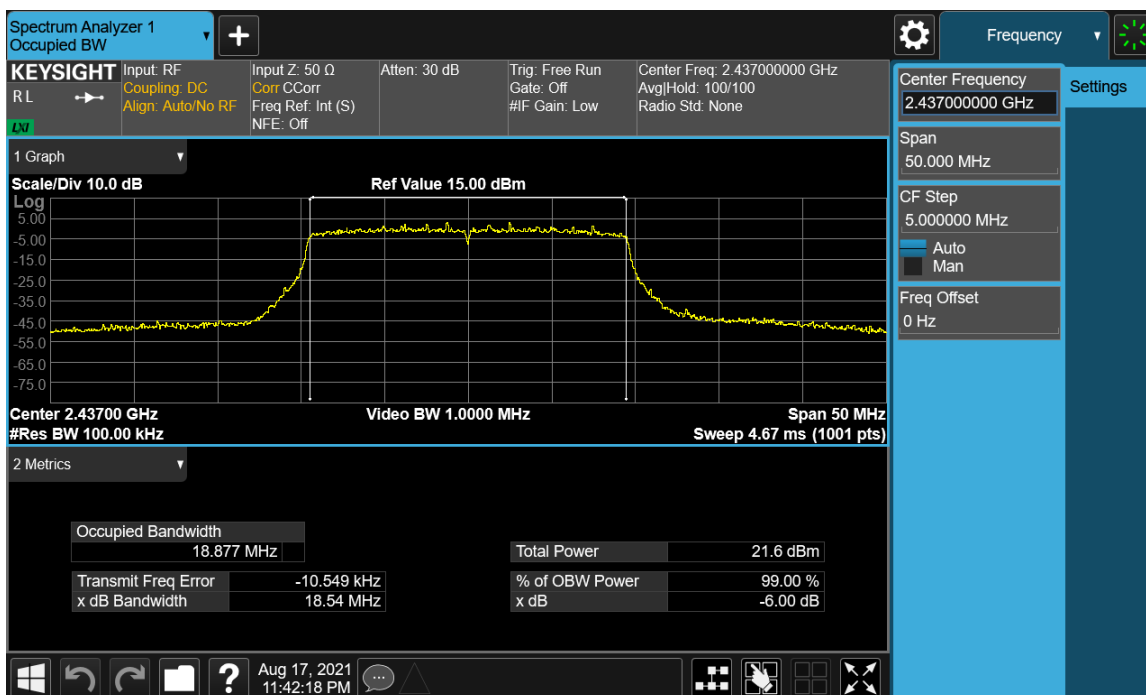 Spectrum Analyzer 1
Occupied BW
Frequency
KEYSIGHT
RL
LXI
Input: RF
Coupling: DC
Align: Auto/No RF
Input Z: 50 Ω
Corr CCorr
Freq Ref: Int (S)
NFE: Off
Atten: 30 dB
Trig: Free Run
Gate: Off
#IF Gain: Low
Center Freq: 2.437000000 GHz
Avg|Hold: 100/100
Radio Std: None
Center Frequency
2.437000000 GHz
Settings
Span
50.000 MHz
CF Step
5.000000 MHz
Auto
Man
Freq Offset
0 Hz
1 Graph
Scale/Div 10.0 dB
Ref Value 15.00 dBm
Log
5.00
-5.00
-15.0
-25.0
-35.0
-45.0
-55.0
-65.0
-75.0
Center 2.43700 GHz
Video BW 1.0000 MHz
Span 50 MHz
#Res BW 100.00 kHz
Sweep 4.67 ms (1001 pts)
2 Metrics
Occupied Bandwidth
18.877 MHz
Total Power 21.6 dBm
Transmit Freq Error -10.549 kHz
% of OBW Power 99.00 %
x dB Bandwidth 18.54 MHz
x dB -6.00 dB
?
Aug 17, 2021
11:42:18 PM